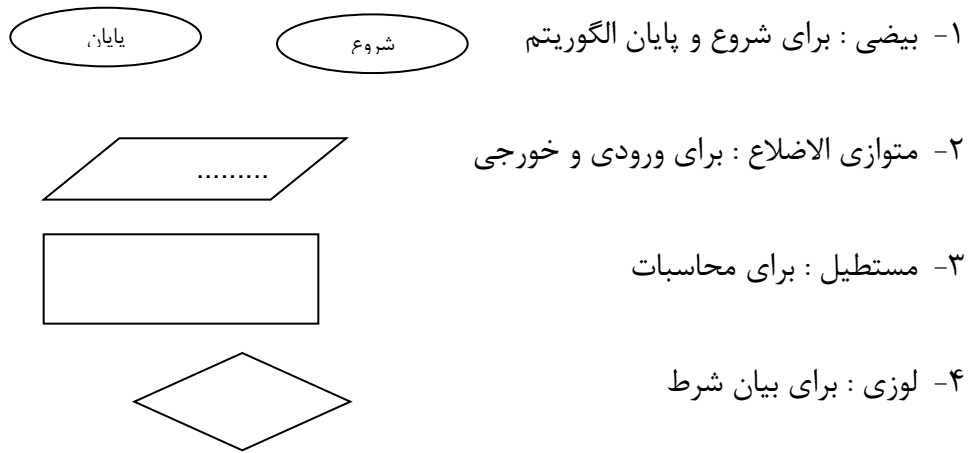 ۱- بیضی : برای شروع و پایان الگوریتم
شروع
پایان
۲- متوازی الاضلاع : برای ورودی و خورجی
.........
۳- مستطیل : برای محاسبات
۴- لوزی : برای بیان شرط